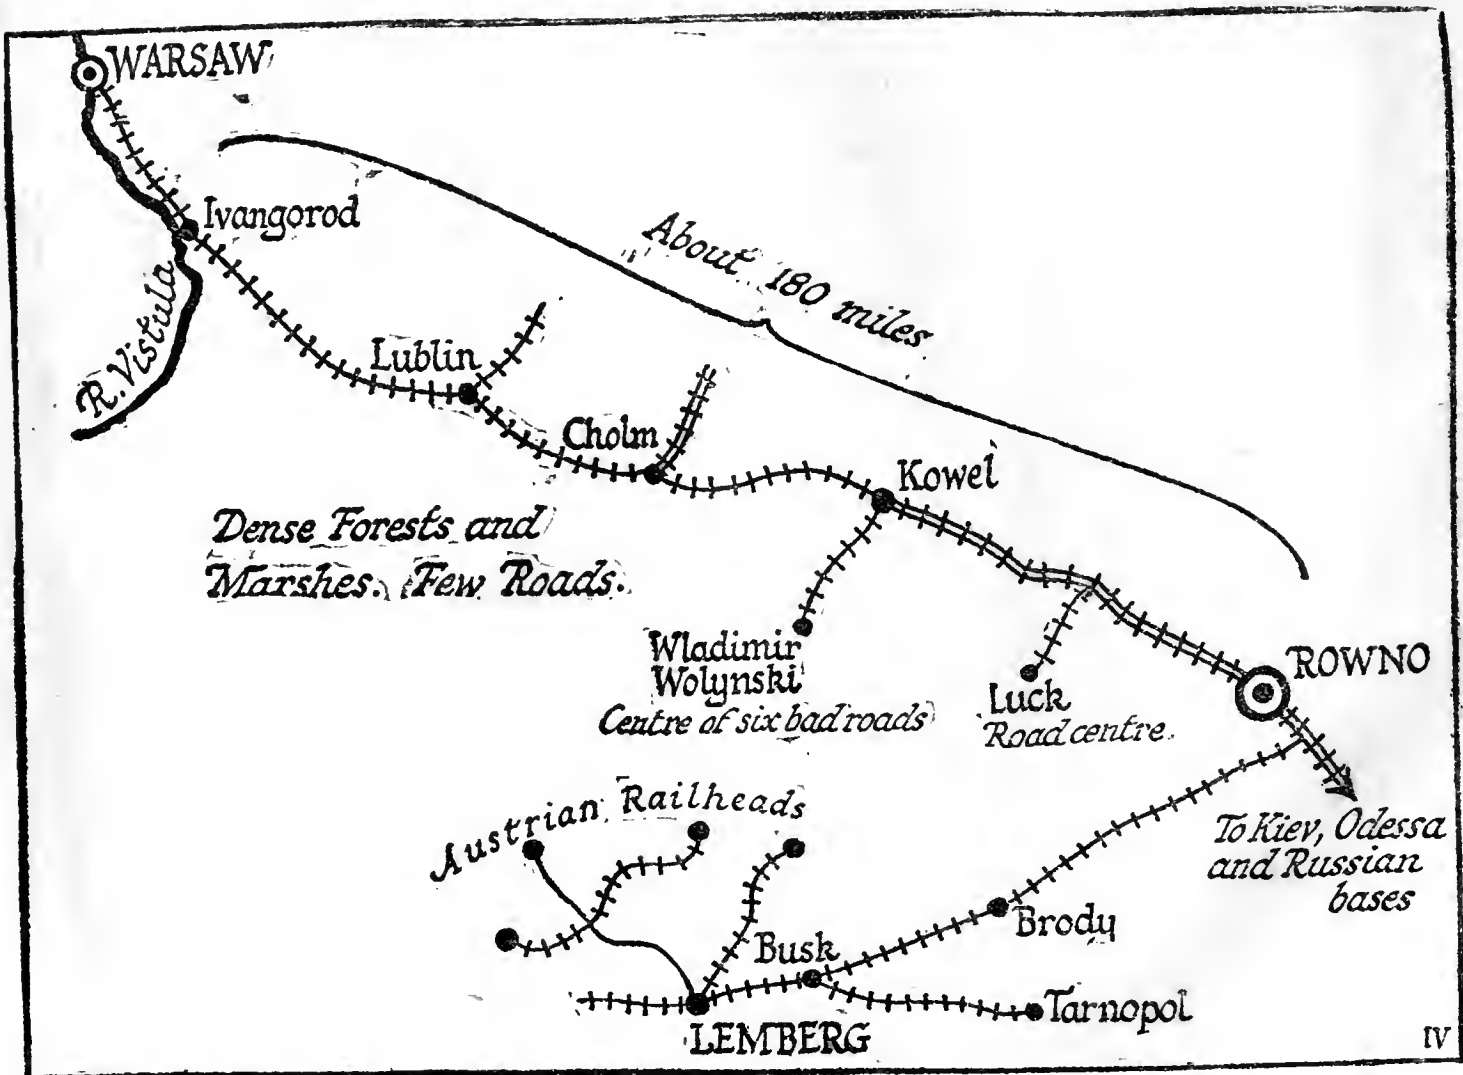 WARSAW
Ivangorod
R. Vistula
About 180 miles
Lublin
Cholm
Kowel
Dense Forests and
Marshes. Few Roads.
Wladimir
Wolynski
Centre of six bad roads
Luck
Road centre.
ROWNO
To Kiev, Odessa
and Russian
bases
Austrian Railheads
Brody
Busk
Tarnopol
LEMBERG
IV